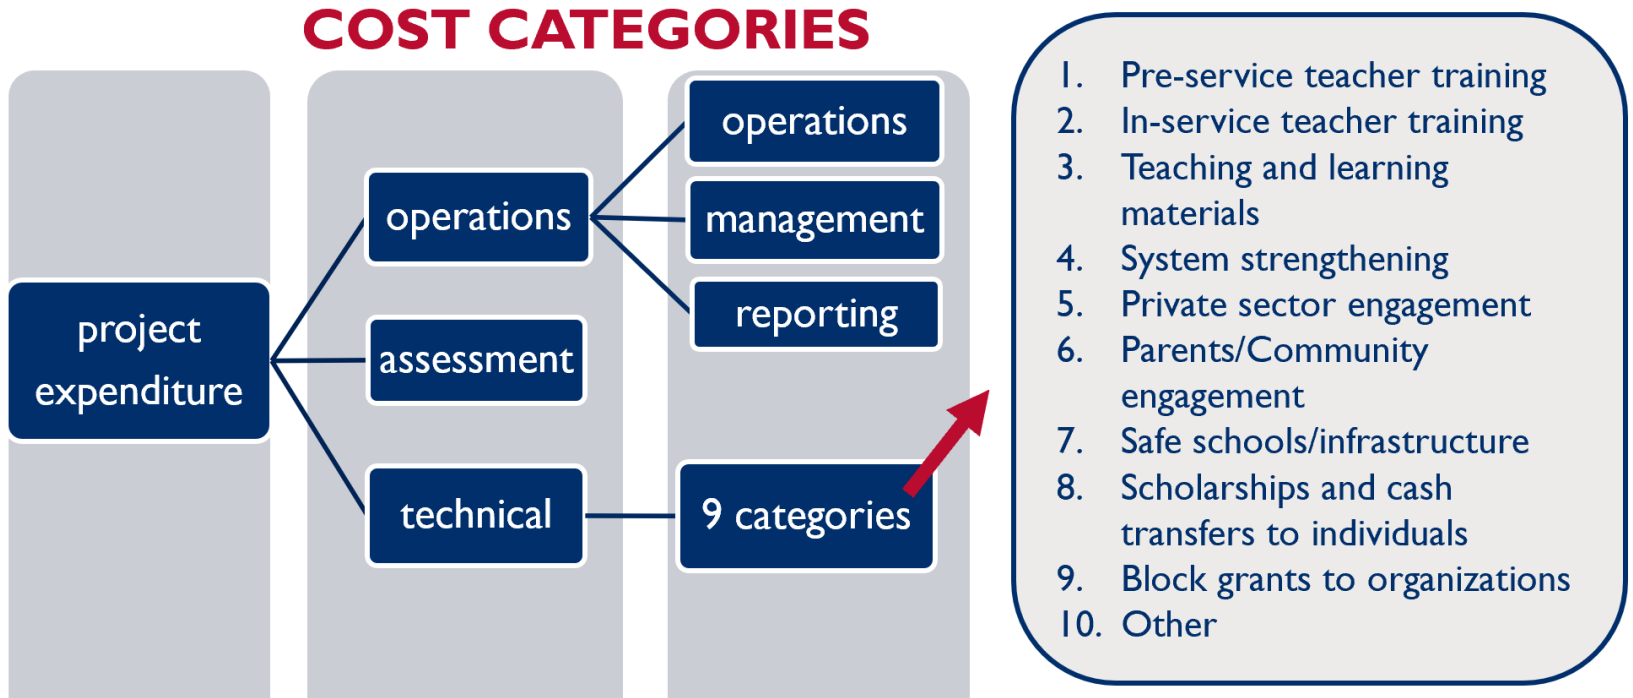 COST CATEGORIES
project
expenditure
operations
assessment
technical
operations
management
reporting
9 categories
1. Pre-service teacher training
2. In-service teacher training
3. Teaching and learning
materials
4. System strengthening
5. Private sector engagement
6. Parents/Community
engagement
7. Safe schools/infrastructure
8. Scholarships and cash
transfers to individuals
9. Block grants to organizations
10. Other